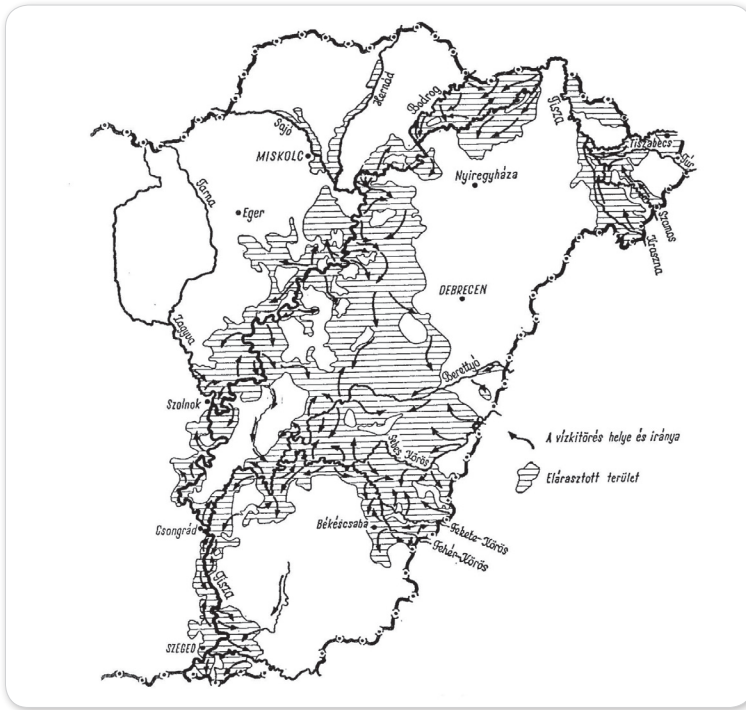 Hernád
Bodrog
Sajó
Tisza
MISKOLC
Tiszabecs
Túr
Nyiregyháza
Tarna
Eger
Szamos
Kraszna
DEBRECEN
Zagyva
Berettyó
Szolnok
A vízkitörés helye és iránya
Sebes Körös
Elárasztott terület
Csongrád
Békéscsaba
Fekete-Körös
Fehér-Körös
Tisza
SZEGED